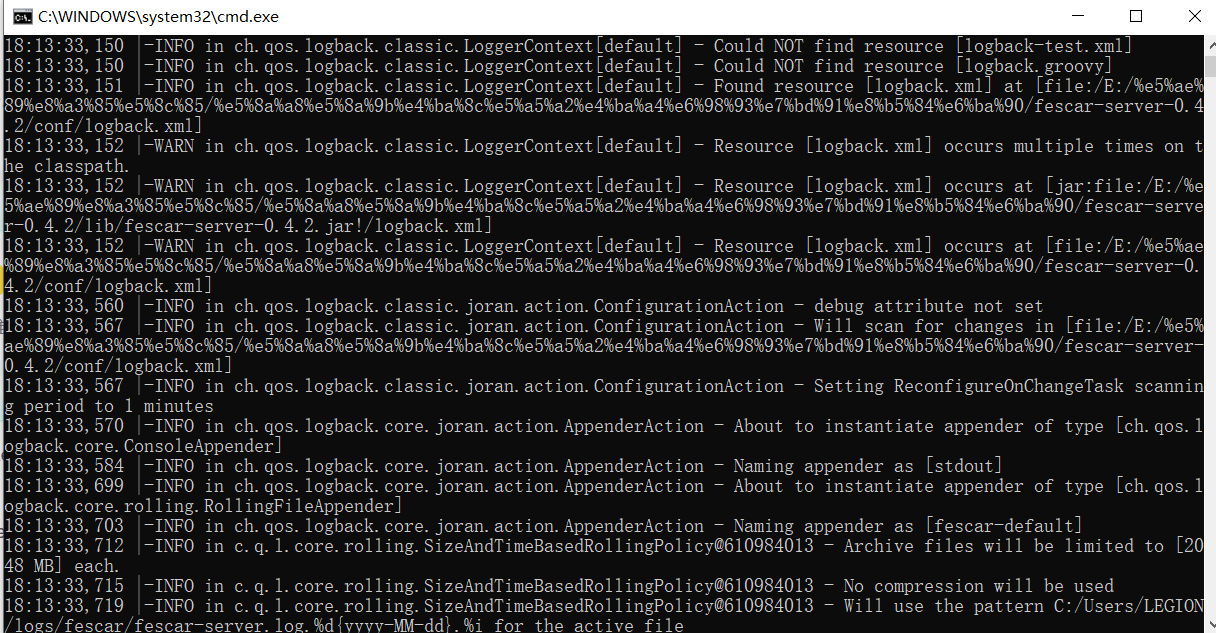 C:\WINDOWS\system32\cmd.exe
18:13:33,150 |-INFO in ch.qos.logback.classic.LoggerContext[default] - Could NOT find resource [logback-test.xml]
18:13:33,150 |-INFO in ch.qos.logback.classic.LoggerContext[default] - Could NOT find resource [logback.groovy]
18:13:33,151 |-INFO in ch.qos.logback.classic.LoggerContext[default] - Found resource [logback.xml] at [file:/E:/%e5%ae%
89%e8%a3%85%e5%8c%85/%e5%8a%a8%e5%8a%9b%e4%ba%8c%e5%a5%a2%e4%ba%a4%e6%98%93%e7%bd%91%e8%b5%84%e6%ba%90/fescar-server-0.4
.2/conf/logback.xml]
18:13:33,152 |-WARN in ch.qos.logback.classic.LoggerContext[default] - Resource [logback.xml] occurs multiple times on t
he classpath.
18:13:33,152 |-WARN in ch.qos.logback.classic.LoggerContext[default] - Resource [logback.xml] occurs at [jar:file:/E:/%e
5%ae%89%e8%a3%85%e5%8c%85/%e5%8a%a8%e5%8a%9b%e4%ba%8c%e5%a5%a2%e4%ba%a4%e6%98%93%e7%bd%91%e8%b5%84%e6%ba%90/fescar-serve
r-0.4.2/lib/fescar-server-0.4.2.jar!/logback.xml]
18:13:33,152 |-WARN in ch.qos.logback.classic.LoggerContext[default] - Resource [logback.xml] occurs at [file:/E:/%e5%ae
%89%e8%a3%85%e5%8c%85/%e5%8a%a8%e5%8a%9b%e4%ba%8c%e5%a5%a2%e4%ba%a4%e6%98%93%e7%bd%91%e8%b5%84%e6%ba%90/fescar-server-0.
4.2/conf/logback.xml]
18:13:33,560 |-INFO in ch.qos.logback.classic.joran.action.ConfigurationAction - debug attribute not set
18:13:33,567 |-INFO in ch.qos.logback.classic.joran.action.ConfigurationAction - Will scan for changes in [file:/E:/%e5%
ae%89%e8%a3%85%e5%8c%85/%e5%8a%a8%e5%8a%9b%e4%ba%8c%e5%a5%a2%e4%ba%a4%e6%98%93%e7%bd%91%e8%b5%84%e6%ba%90/fescar-server-
0.4.2/conf/logback.xml]
18:13:33,567 |-INFO in ch.qos.logback.classic.joran.action.ConfigurationAction - Setting ReconfigureOnChangeTask scannin
g period to 1 minutes
18:13:33,570 |-INFO in ch.qos.logback.core.joran.action.AppenderAction - About to instantiate appender of type [ch.qos.l
ogback.core.ConsoleAppender]
18:13:33,584 |-INFO in ch.qos.logback.core.joran.action.AppenderAction - Naming appender as [stdout]
18:13:33,699 |-INFO in ch.qos.logback.core.joran.action.AppenderAction - About to instantiate appender of type [ch.qos.l
ogback.core.rolling.RollingFileAppender]
18:13:33,703 |-INFO in ch.qos.logback.core.joran.action.AppenderAction - Naming appender as [fescar-default]
18:13:33,712 |-INFO in c.q.l.core.rolling.SizeAndTimeBasedRollingPolicy@610984013 - Archive files will be limited to [20
48 MB] each.
18:13:33,715 |-INFO in c.q.l.core.rolling.SizeAndTimeBasedRollingPolicy@610984013 - No compression will be used
18:13:33,719 |-INFO in c.q.l.core.rolling.SizeAndTimeBasedRollingPolicy@610984013 - Will use the pattern C:/Users/LEGION
/logs/fescar/fescar-server.log.%d{yyyy-MM-dd}.%i for the active file